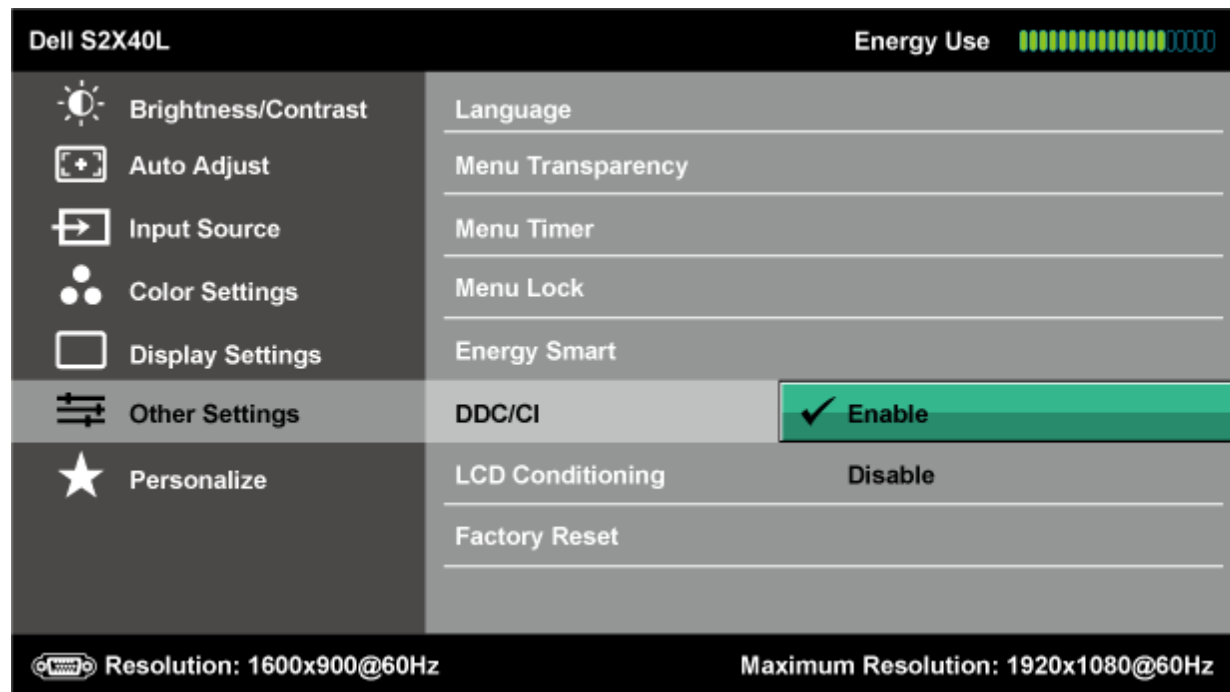 Dell S2X40L
Energy Use
Brightness/Contrast
Auto Adjust
Input Source
Color Settings
Display Settings
Other Settings
Personalize
Language
Menu Transparency
Menu Timer
Menu Lock
Energy Smart
DDC/CI
Enable
LCD Conditioning
Disable
Factory Reset
Resolution: 1600x900@60Hz
Maximum Resolution: 1920x1080@60Hz